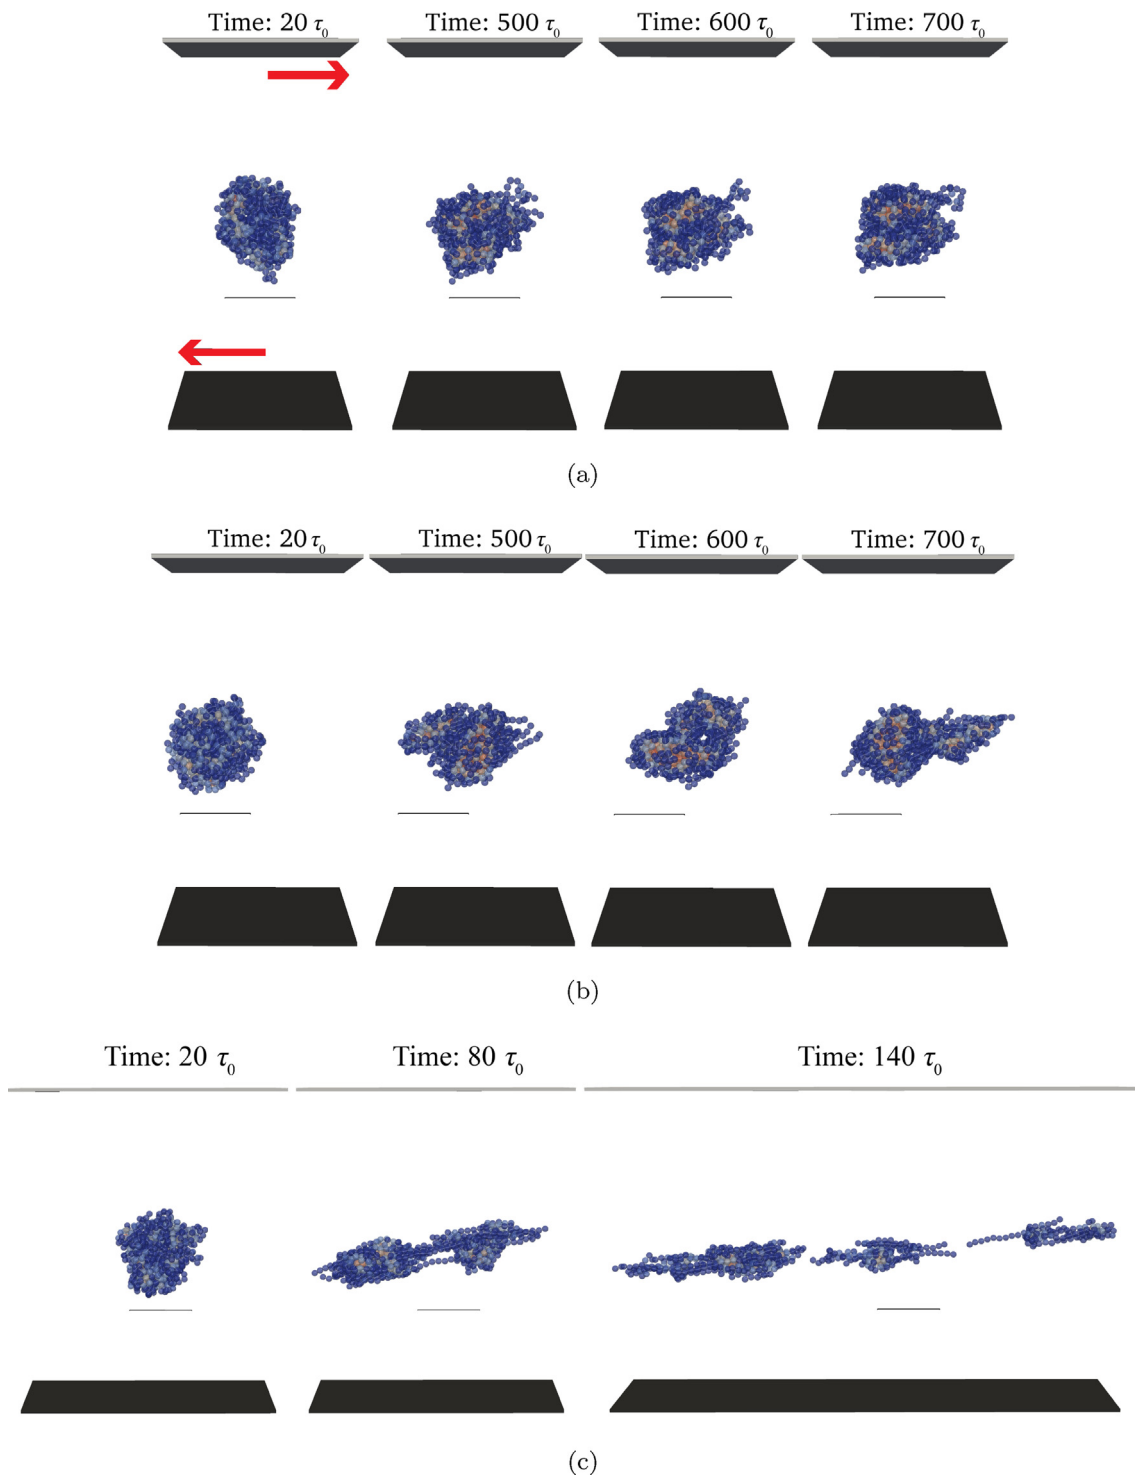 Time: 20 τ₀ Time: 500 τ₀ Time: 600 τ₀ Time: 700 τ₀
(a)
Time: 20 τ₀ Time: 500 τ₀ Time: 600 τ₀ Time: 700 τ₀
(b)
Time: 20 τ₀ Time: 80 τ₀ Time: 140 τ₀
(c)